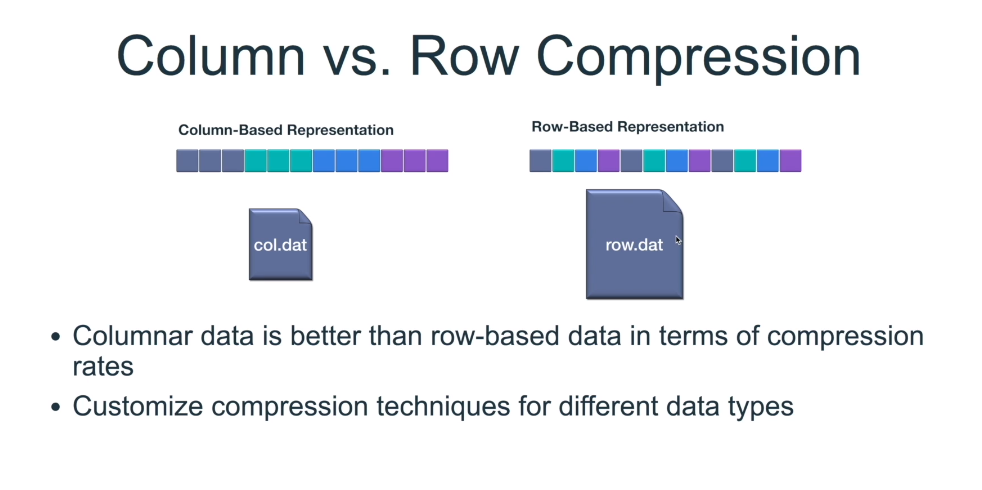 Column vs. Row Compression
Column-Based Representation
Row-Based Representation
col.dat
row.dat
• Columnar data is better than row-based data in terms of compression
rates
• Customize compression techniques for different data types